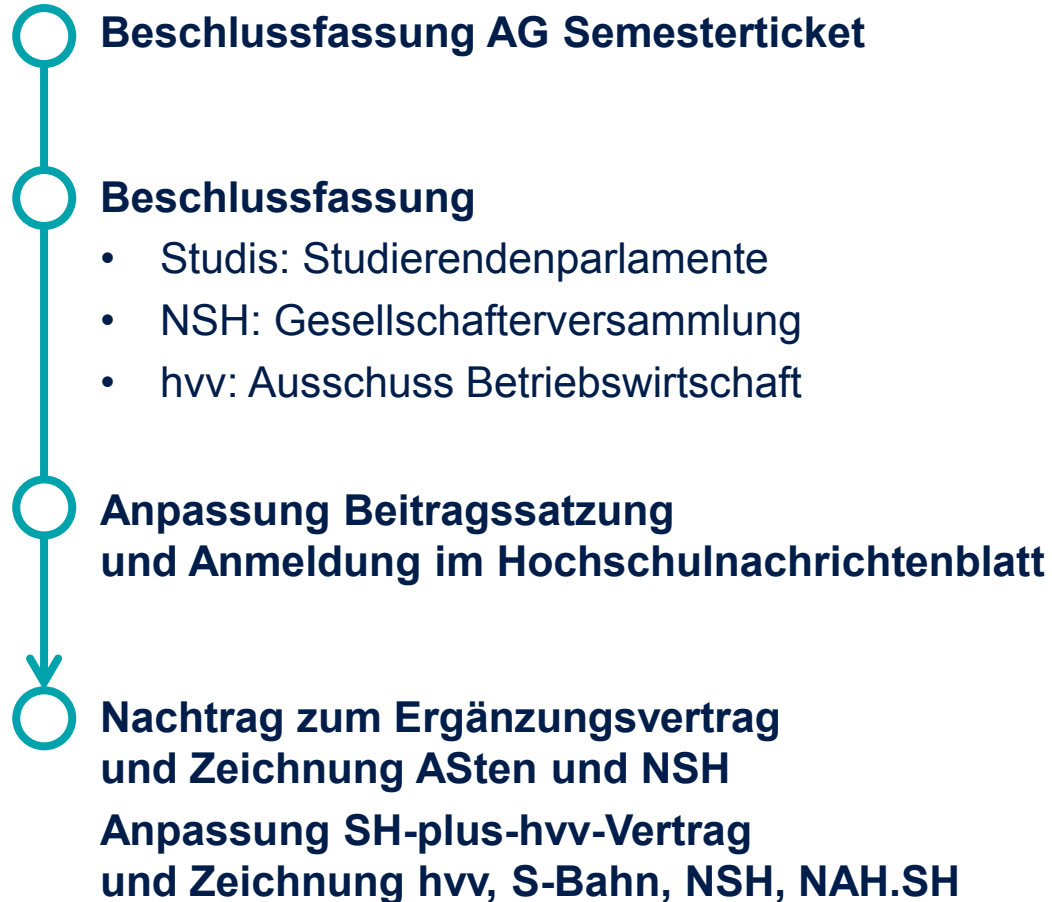 Beschlussfassung AG Semesterticket
Beschlussfassung
• Studis: Studierendenparlamente
• NSH: Gesellschafterversammlung
• hvv: Ausschuss Betriebswirtschaft
Anpassung Beitragssatzung
und Anmeldung im Hochschulnachrichtenblatt
Nachtrag zum Ergänzungsvertrag
und Zeichnung ASten und NSH
Anpassung SH-plus-hvv-Vertrag
und Zeichnung hvv, S-Bahn, NSH, NAH.SH